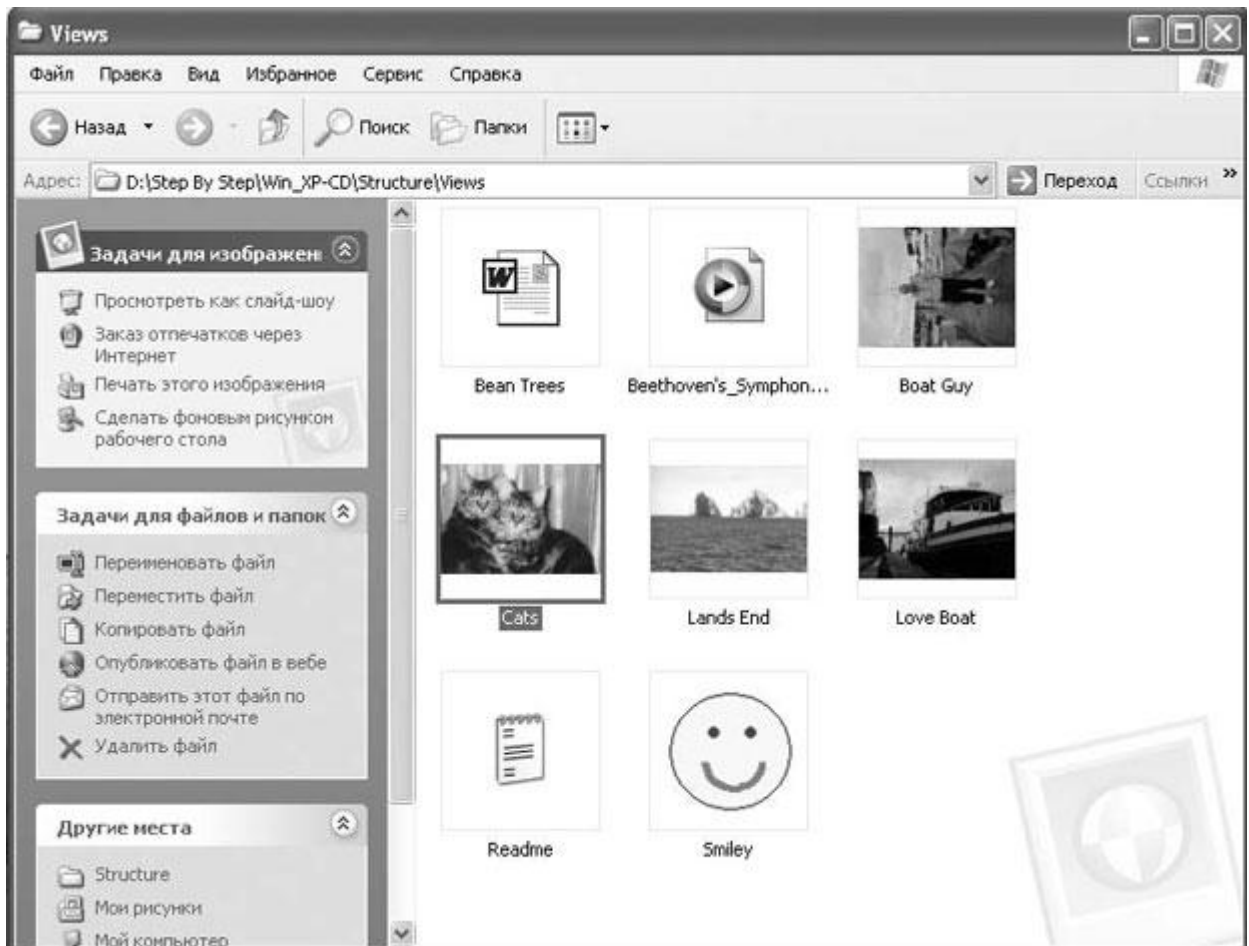 Views
Файл Правка Вид Избранное Сервис Справка
Назад Поиск Папки
Адрес: D:\Step By Step\Win_XP-CD\Structure\Views Переход Ссылки »
Задачи для изображен
Просмотреть как слайд-шоу
Заказ отпечатков через
Интернет
Печать этого изображения
Сделать фоновым рисунком
рабочего стола
Задачи для файлов и папок
Переименовать файл
Переместить файл
Копировать файл
Опубликовать файл в вебе
Отправить этот файл по
электронной почте
Удалить файл
Другие места
Structure
Мои рисунки
Мой компьютер
Bean Trees Beethoven's_Symphon... Boat Guy
Cats Lands End Love Boat
Readme Smiley